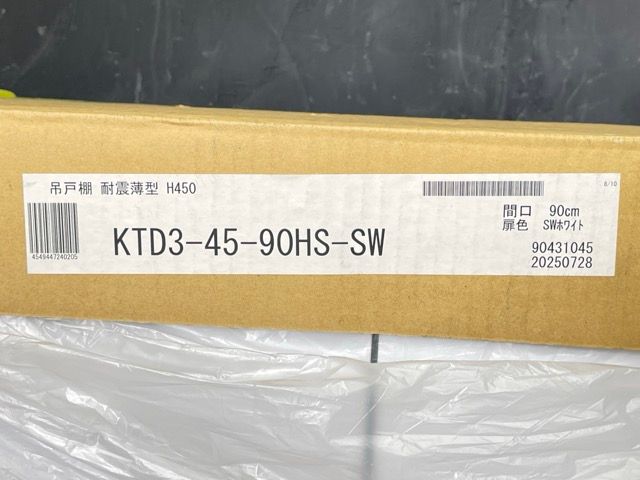 吊戸棚 耐震薄型 H450
6/10
4549447240205
KTD3-45-90HS-SW
間口 90cm
扉色 SWホワイト
90431045
20250728